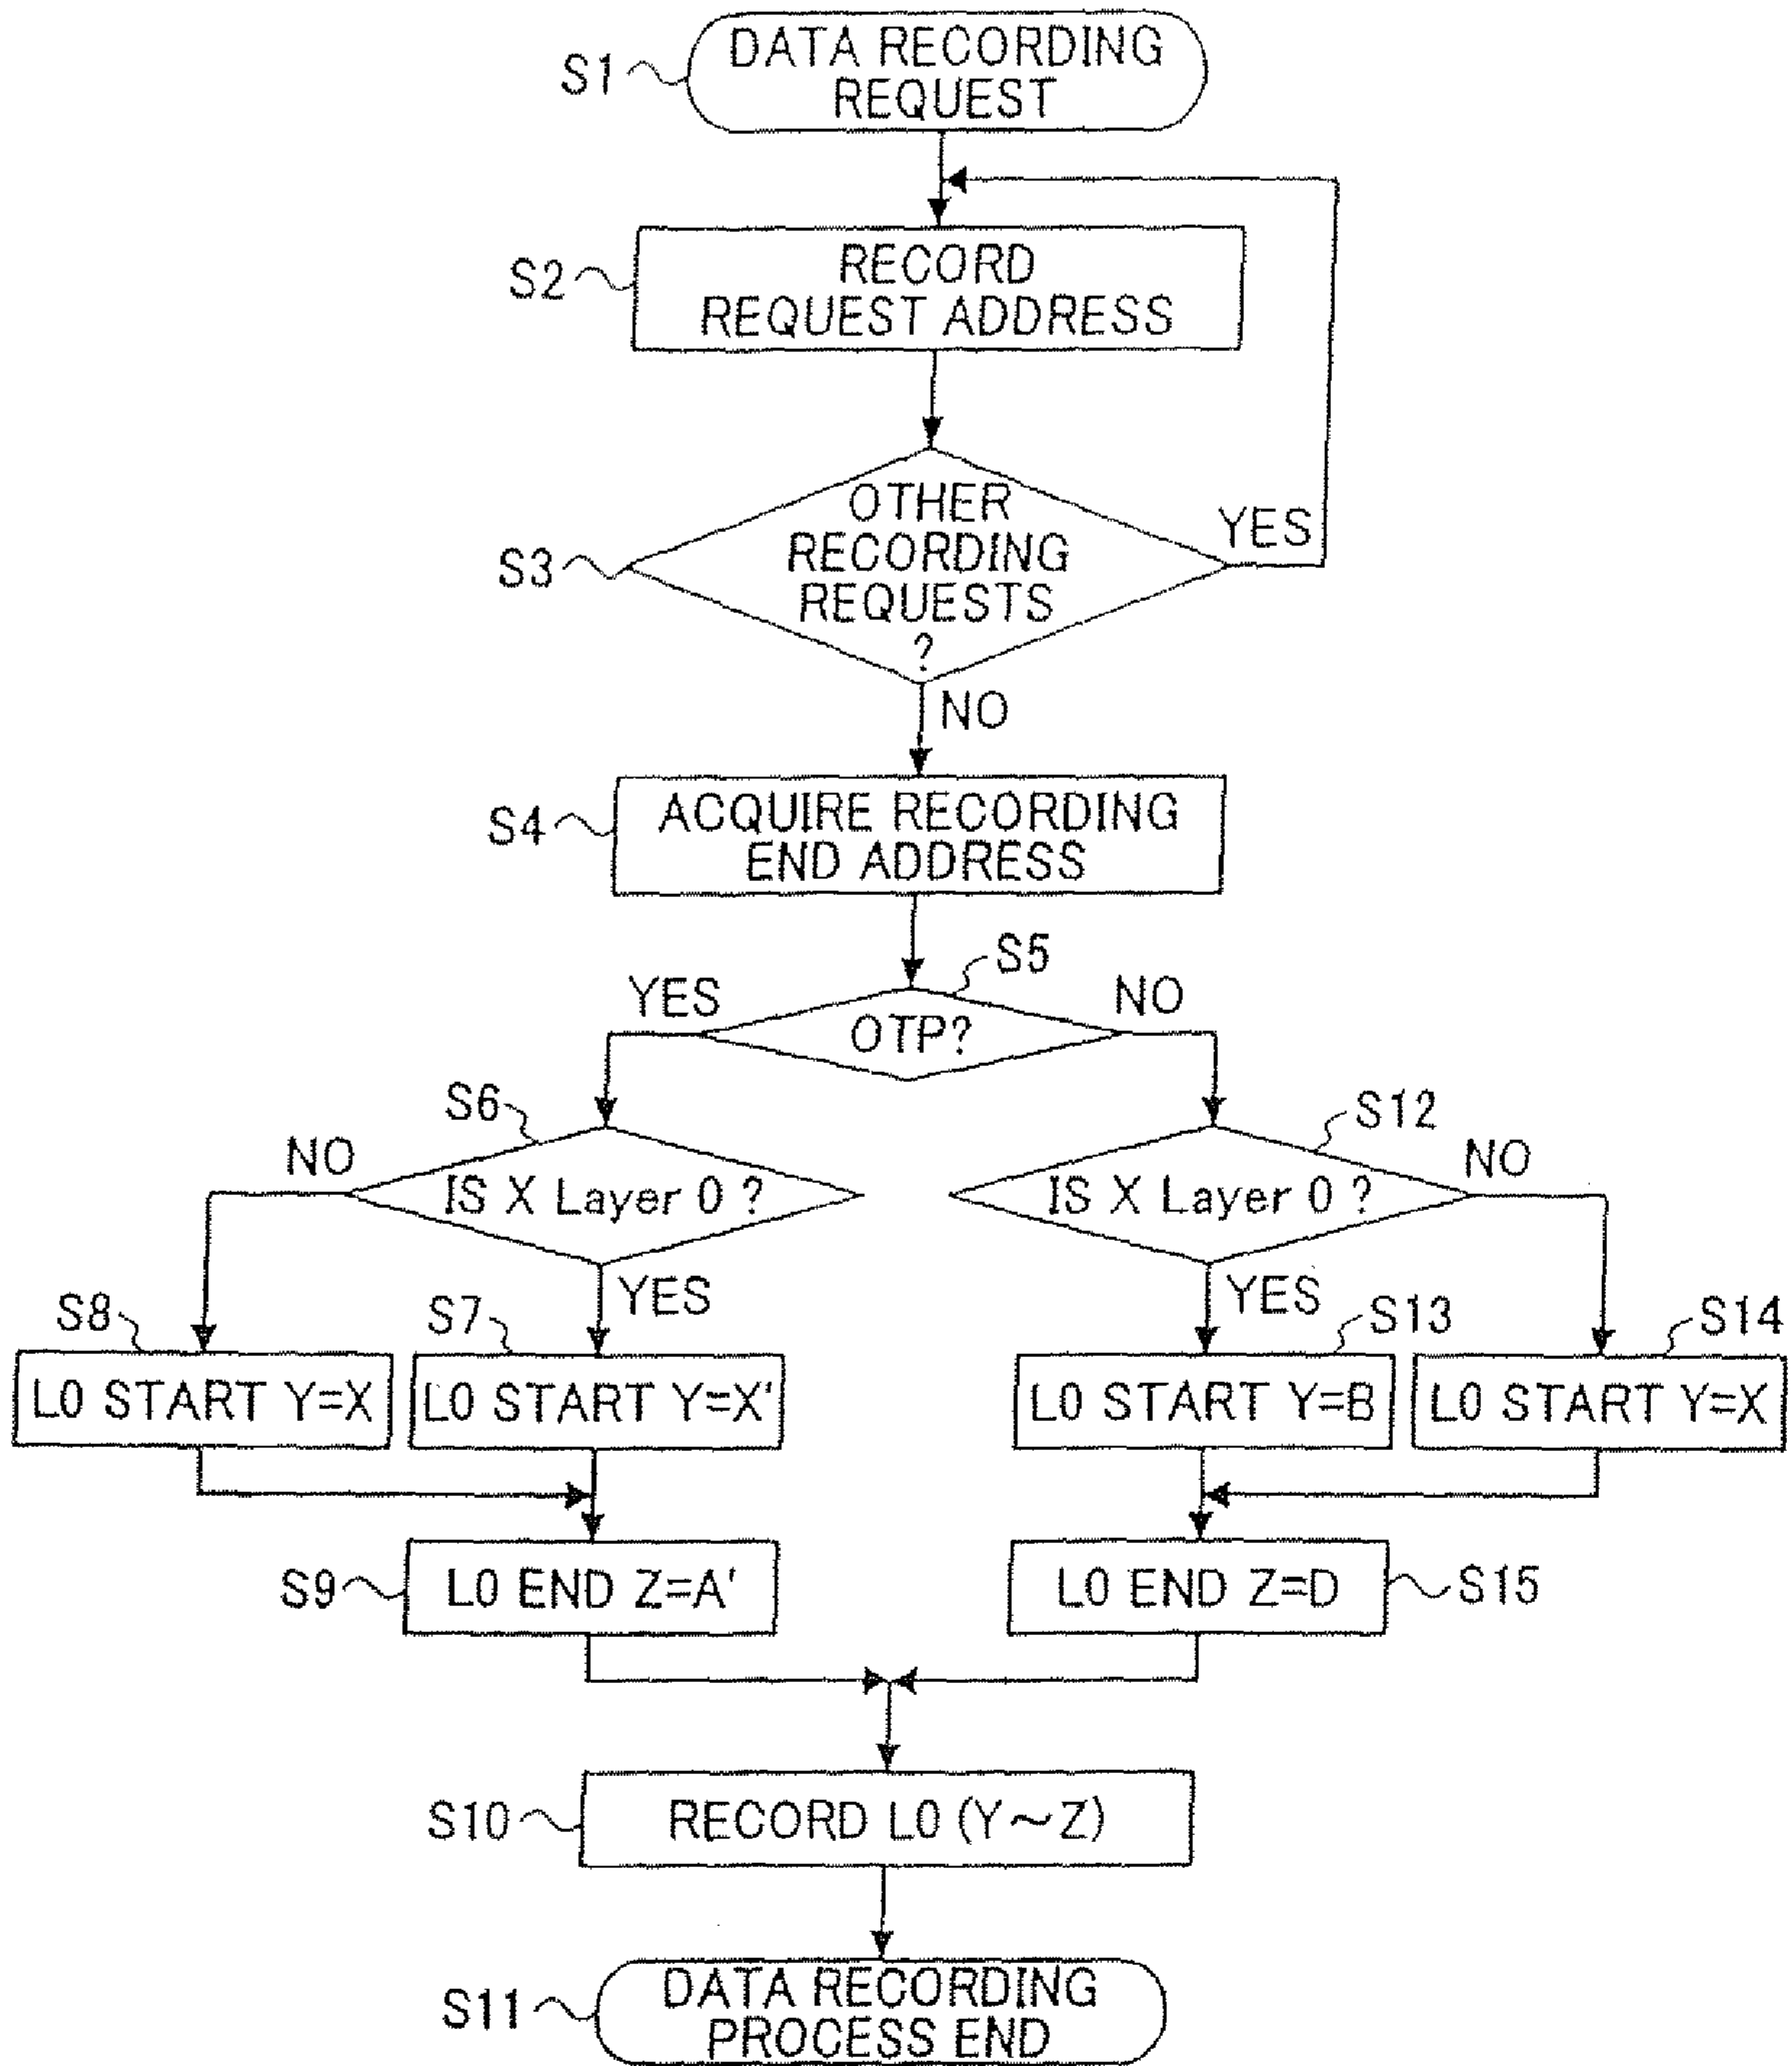 S1
DATA RECORDING
REQUEST
S2
RECORD
REQUEST ADDRESS
S3
OTHER
RECORDING
REQUESTS
?
YES
NO
S4
ACQUIRE RECORDING
END ADDRESS
S5
YES
OTP?
NO
S6
NO
IS X Layer 0 ?
YES
S12
IS X Layer 0 ?
NO
YES
S8
L0 START Y=X
S7
L0 START Y=X'
S13
L0 START Y=B
S14
L0 START Y=X
S9
L0 END Z=A'
L0 END Z=D
S15
S10
RECORD L0 (Y~Z)
S11
DATA RECORDING
PROCESS END